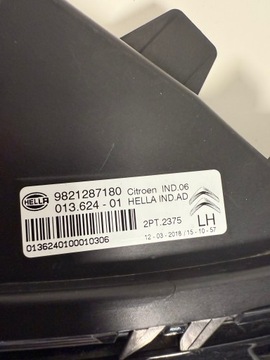 HELLA
9821287180 Citroen IND.06
013.624-01 HELLA IND.AD
2PT.2375 LH
12-03-2018 / 15-10-57
0136240100010306